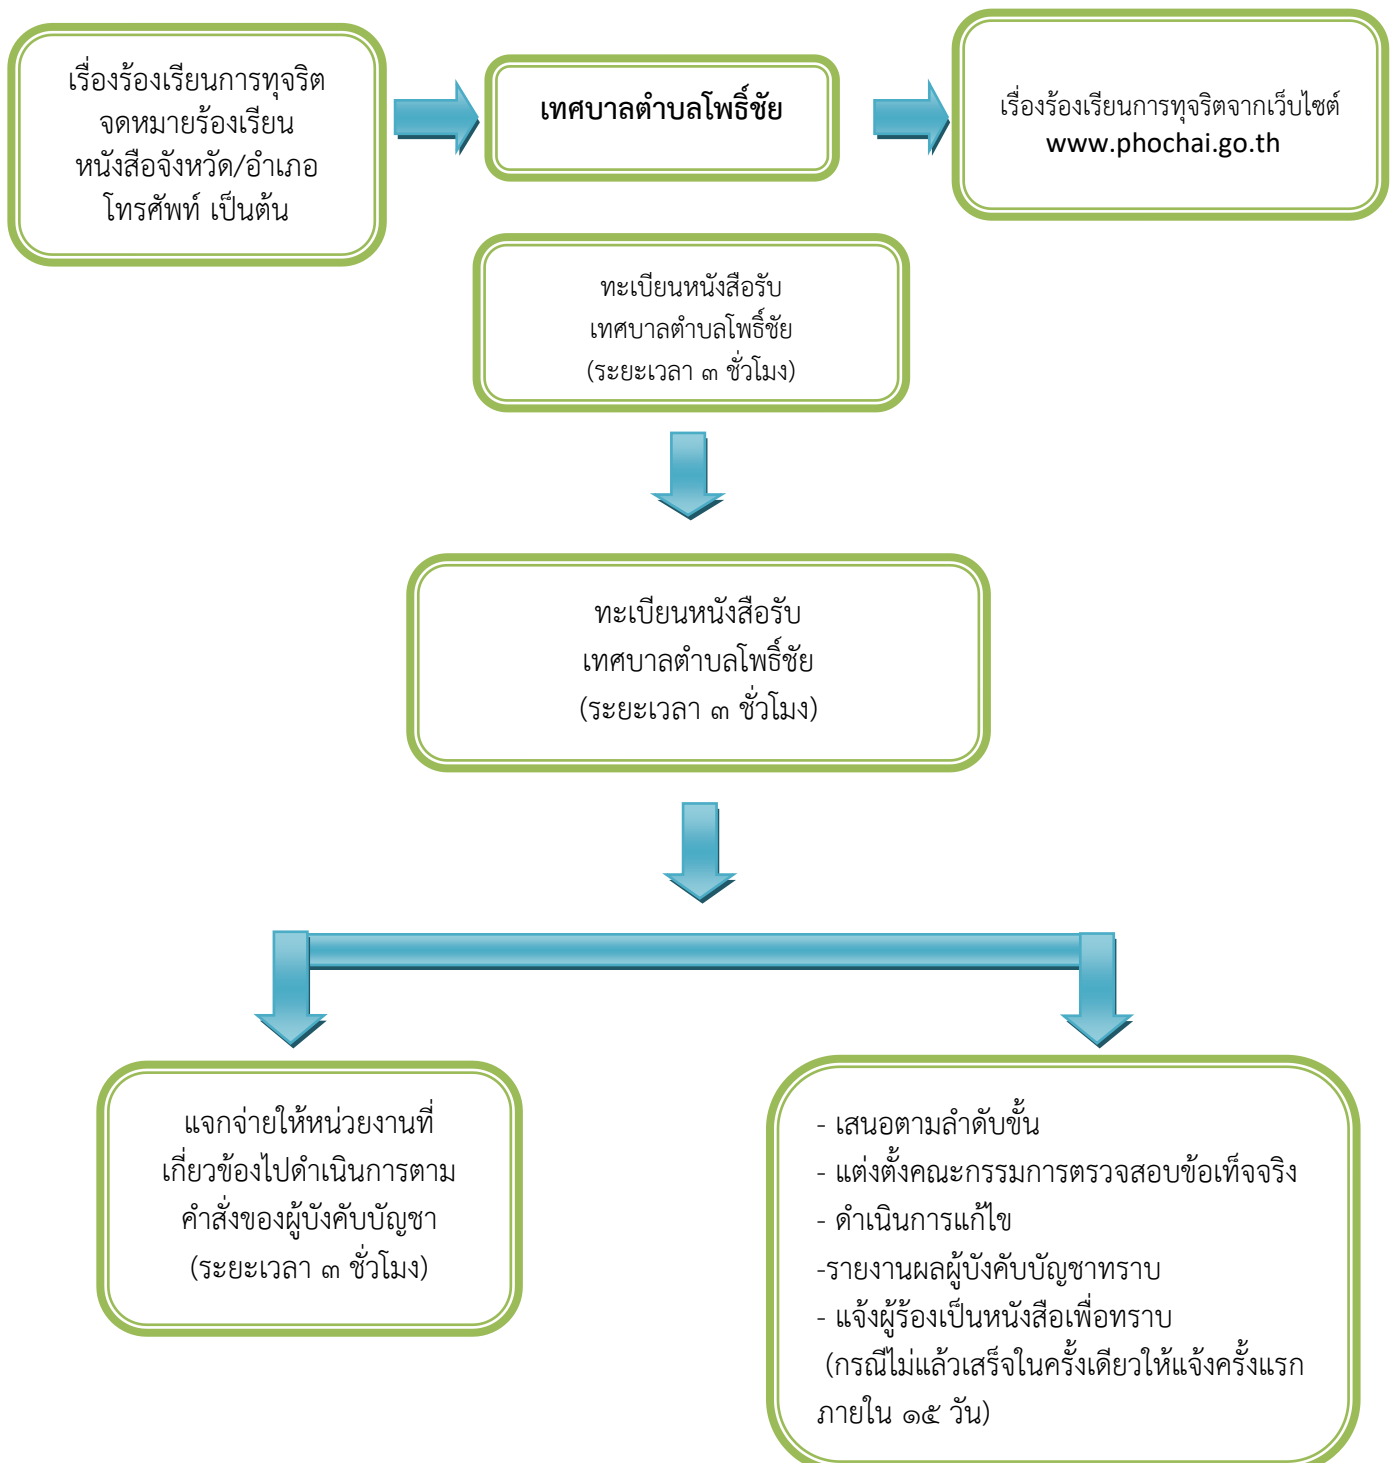 เรื่องร้องเรียนการทุจริต
จดหมายร้องเรียน
หนังสือจังหวัด/อำเภอ
โทรศัพท์ เป็นต้น
เทศบาลตำบลโพธิ์ชัย
เรื่องร้องเรียนการทุจริตจากเว็บไซต์
www.phochai.go.th
ทะเบียนหนังสือรับ
เทศบาลตำบลโพธิ์ชัย
(ระยะเวลา ๓ ชั่วโมง)
ทะเบียนหนังสือรับ
เทศบาลตำบลโพธิ์ชัย
(ระยะเวลา ๓ ชั่วโมง)
แจกจ่ายให้หน่วยงานที่
เกี่ยวข้องไปดำเนินการตาม
คำสั่งของผู้บังคับบัญชา
(ระยะเวลา ๓ ชั่วโมง)
- เสนอตามลำดับขั้น
- แต่งตั้งคณะกรรมการตรวจสอบข้อเท็จจริง
- ดำเนินการแก้ไข
-รายงานผลผู้บังคับบัญชาทราบ
- แจ้งผู้ร้องเป็นหนังสือเพื่อทราบ
(กรณีไม่แล้วเสร็จในครั้งเดียวให้แจ้งครั้งแรก
ภายใน ๑๕ วัน)